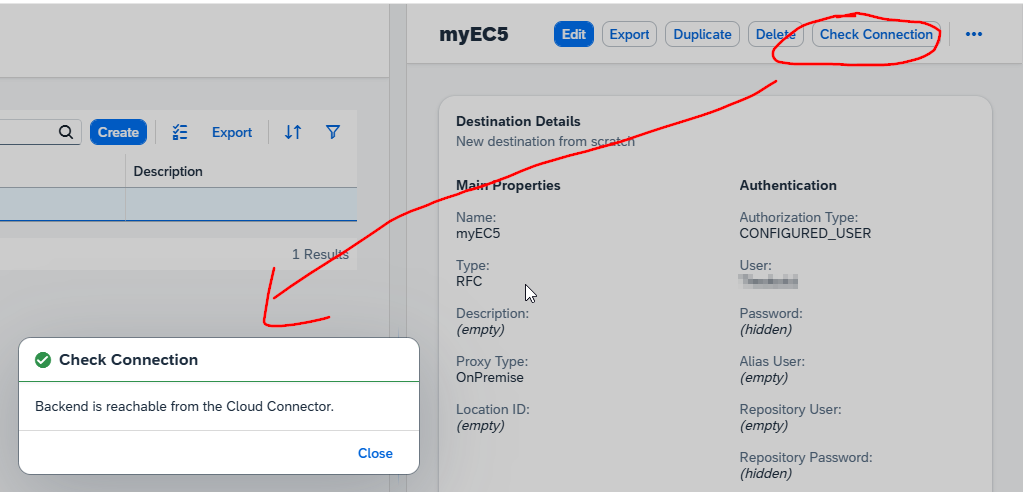 myEC5 Edit Export Duplicate Delete Check Connection
Create Export
Description
1 Results
Destination Details
New destination from scratch
Main Properties
Name:
myEC5
Type:
RFC
Description:
(empty)
Proxy Type:
OnPremise
Location ID:
(empty)
Authentication
Authorization Type:
CONFIGURED_USER
User:
Password:
(hidden)
Alias User:
(empty)
Repository User:
(empty)
Repository Password:
(hidden)
Check Connection
Backend is reachable from the Cloud Connector.
Close